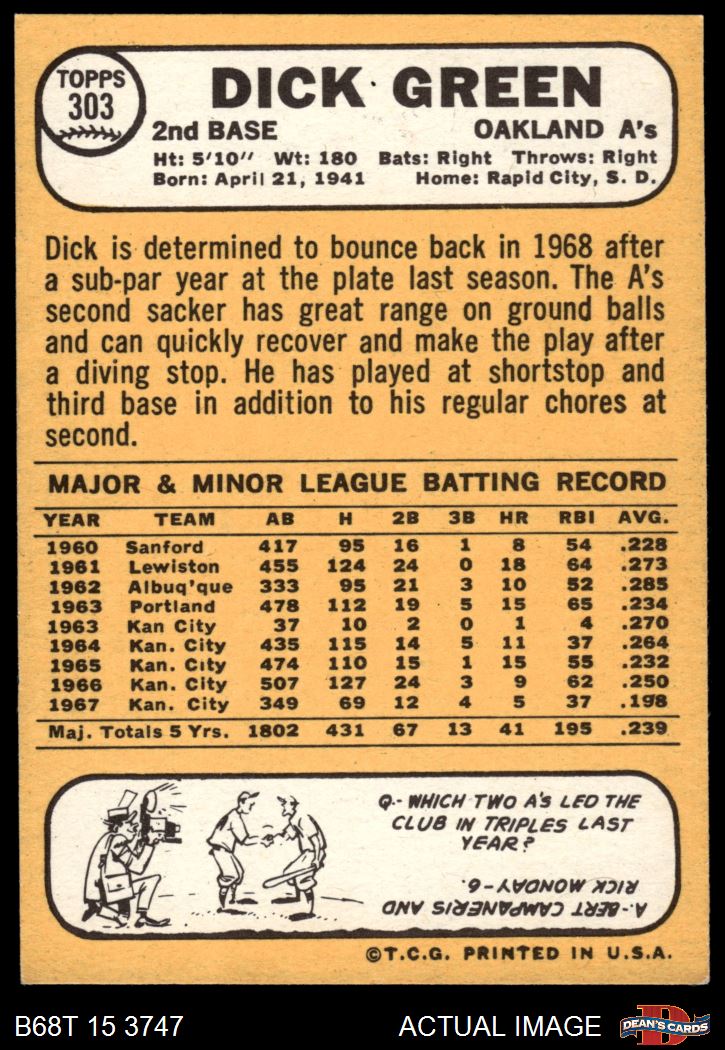 TOPPS
303
DICK GREEN
2nd BASE OAKLAND A's
Ht: 5'10" Wt: 180 Bats: Right Throws: Right
Born: April 21, 1941 Home: Rapid City, S. D.
Dick is determined to bounce back in 1968 after
a sub-par year at the plate last season. The A's
second sacker has great range on ground balls
and can quickly recover and make the play after
a diving stop. He has played at shortstop and
third base in addition to his regular chores at
second.
MAJOR & MINOR LEAGUE BATTING RECORD
YEAR TEAM AB H 2B 3B HR RBI AVG.
1960 Sanford 417 95 16 1 8 54 .228
1961 Lewiston 455 124 24 0 18 64 .273
1962 Albuq'que 333 95 21 3 10 52 .285
1963 Portland 478 112 19 5 15 65 .234
1963 Kan City 37 10 2 0 1 4 .270
1964 Kan. City 435 115 14 5 11 37 .264
1965 Kan. City 474 110 15 1 15 55 .232
1966 Kan. City 507 127 24 3 9 62 .250
1967 Kan. City 349 69 12 4 5 37 .198
Maj. Totals 5 Yrs. 1802 431 67 13 41 195 .239
Q.- WHICH TWO A'S LED THE
CLUB IN TRIPLES LAST
YEAR?
A.- BERT CAMPANERIS AND
RICK MONDAY - 6.
©T.C.G. PRINTED IN U.S.A.
B68T 15 3747 ACTUAL IMAGE DEAN'S CARDS